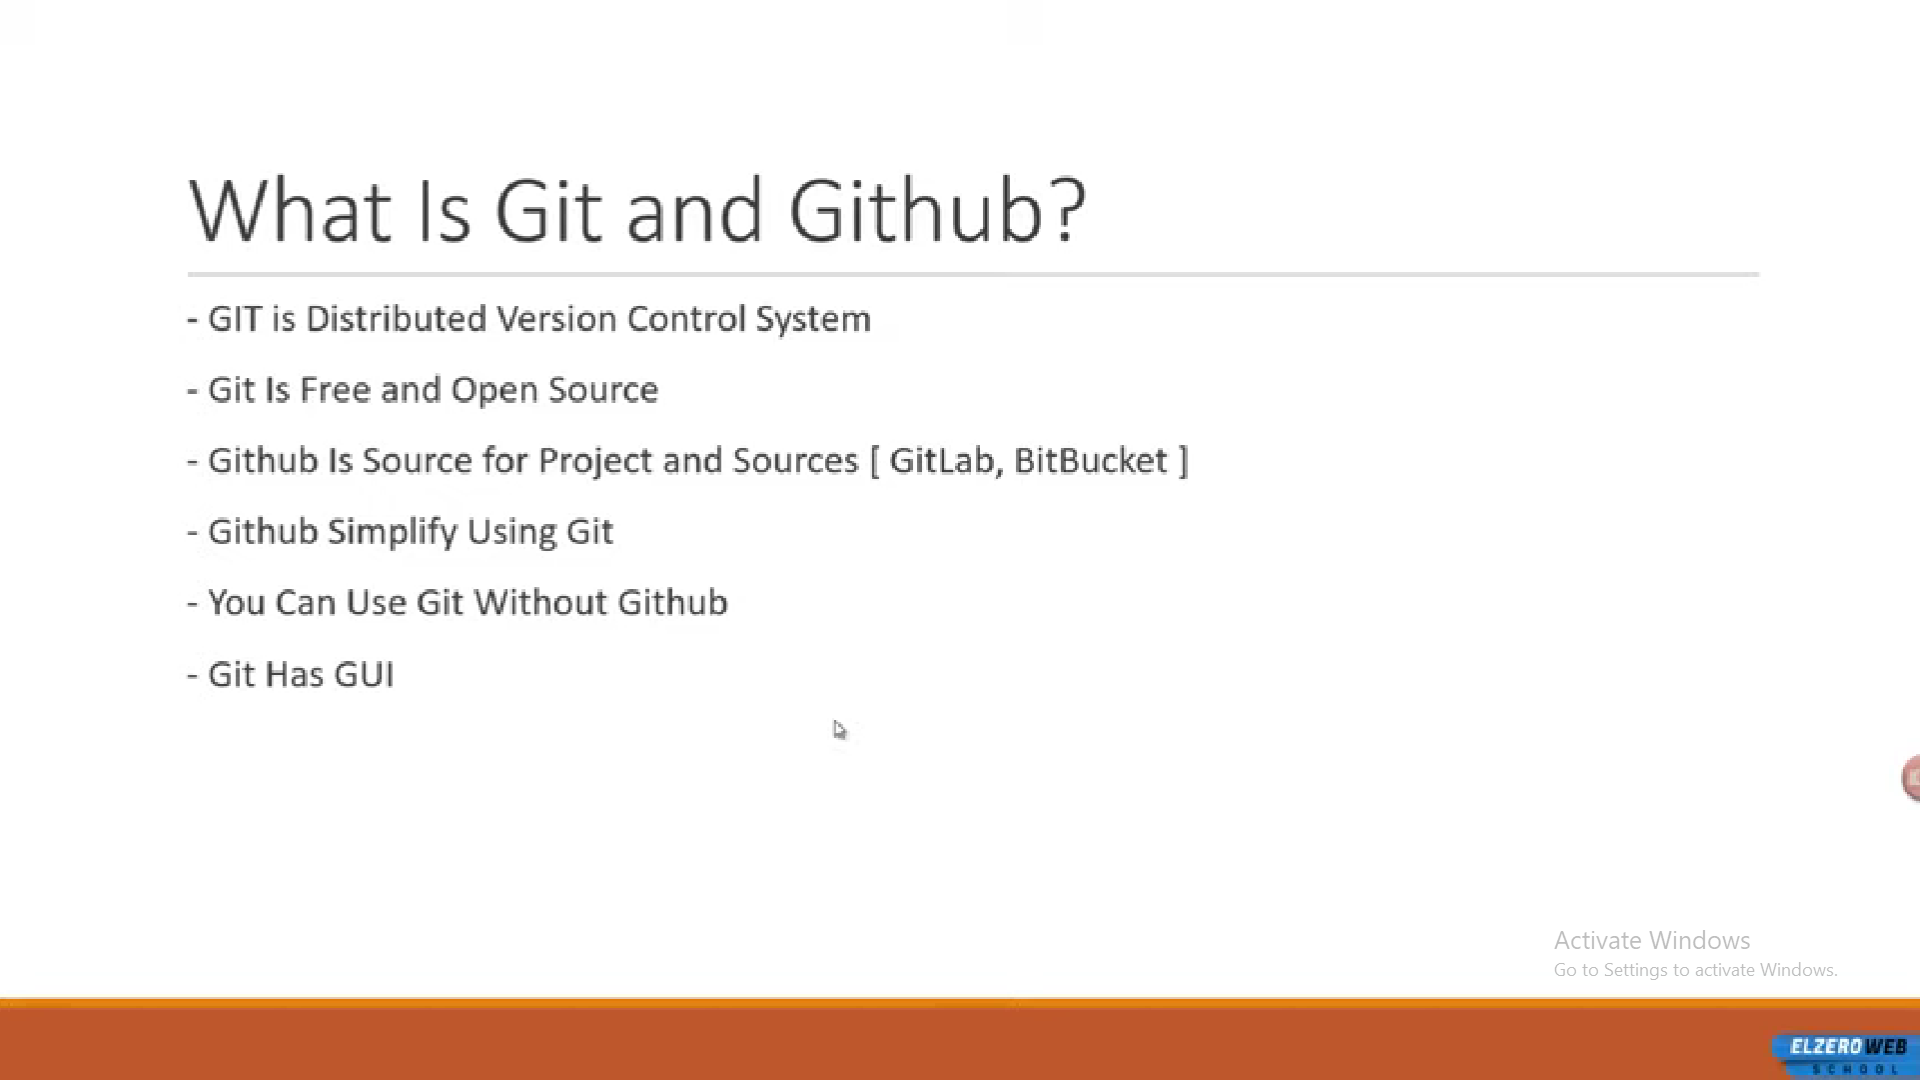 What Is Git and Github?
- GIT is Distributed Version Control System
- Git Is Free and Open Source
- Github Is Source for Project and Sources [ GitLab, BitBucket ]
- Github Simplify Using Git
- You Can Use Git Without Github
- Git Has GUI
Activate Windows
Go to Settings to activate Windows.
ELZERO WEB
SCHOOL